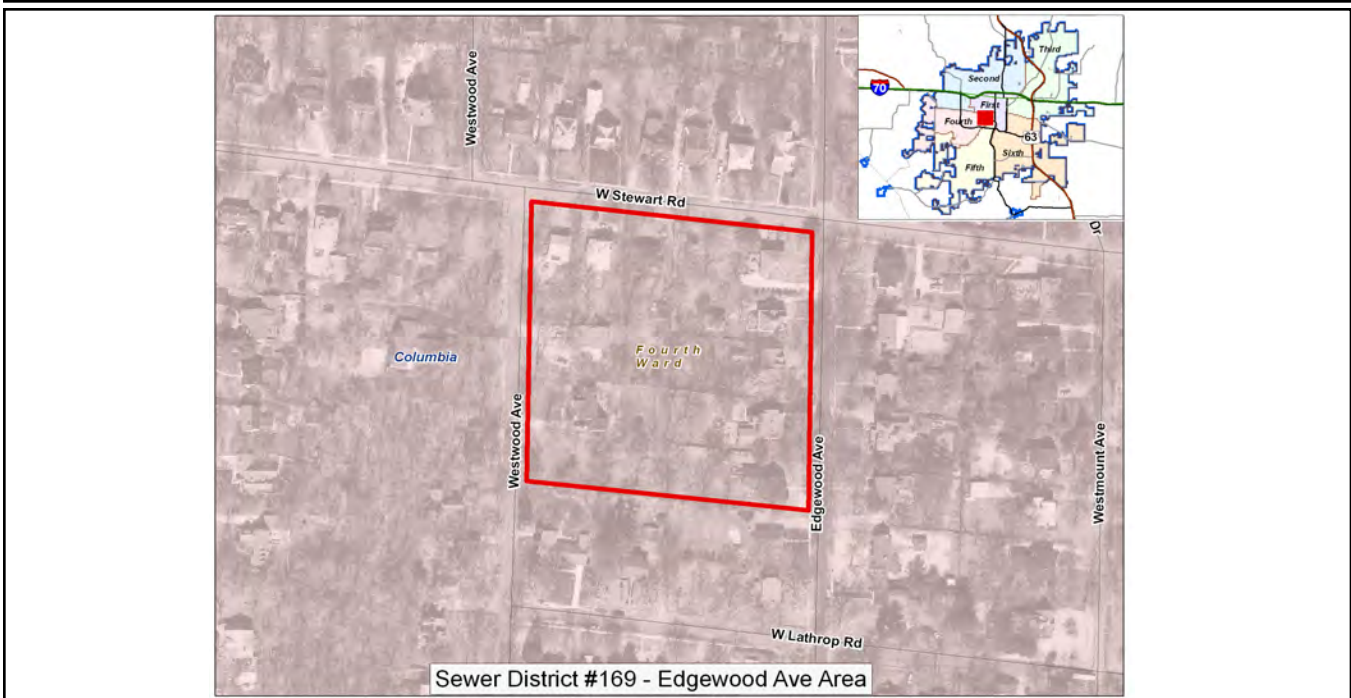 Westwood Ave
Third
Second
70
First
Fourth
63
Sixth
Fifth
W Stewart Rd
Dr
Columbia
Fourth
Ward
Westwood Ave
Edgewood Ave
Westmount Ave
W Lathrop Rd
Sewer District #169 - Edgewood Ave Area